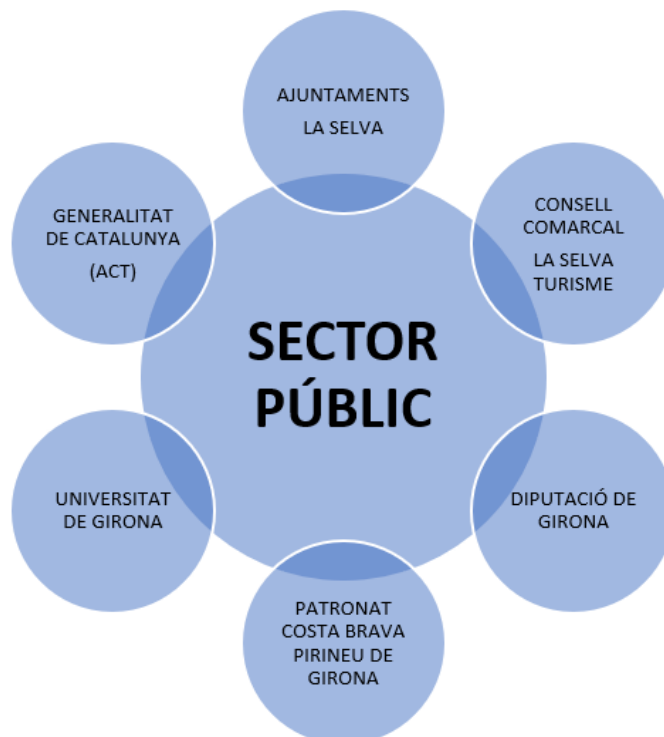 AJUNTAMENTS
LA SELVA
CONSELL
COMARCAL
LA SELVA
TURISME
DIPUTACIÓ DE
GIRONA
PATRONAT
COSTA BRAVA
PIRINEU DE
GIRONA
UNIVERSITAT
DE GIRONA
GENERALITAT
DE CATALUNYA
(ACT)
SECTOR
PÚBLIC